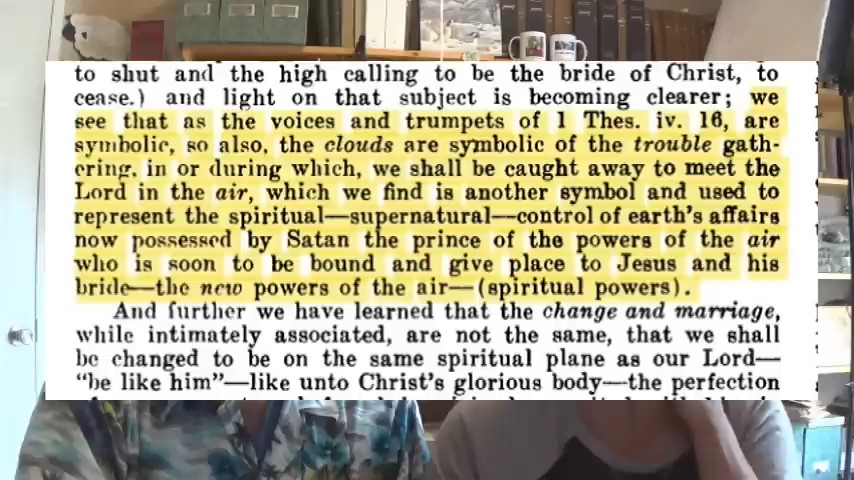 to shut and the high calling to be the bride of Christ, to
cease.) and light on that subject is becoming clearer; we
see that as the voices and trumpets of 1 Thes. iv. 16, are
symbolic, so also, the clouds are symbolic of the trouble gath-
ering, in or during which, we shall be caught away to meet the
Lord in the air, which we find is another symbol and used to
represent the spiritual—supernatural—control of earth's affairs
now possessed by Satan the prince of the powers of the air
who is soon to be bound and give place to Jesus and his
bride—the new powers of the air—(spiritual powers).
And further we have learned that the change and marriage,
while intimately associated, are not the same, that we shall
be changed to be on the same spiritual plane as our Lord—
"be like him"—like unto Christ's glorious body—the perfection